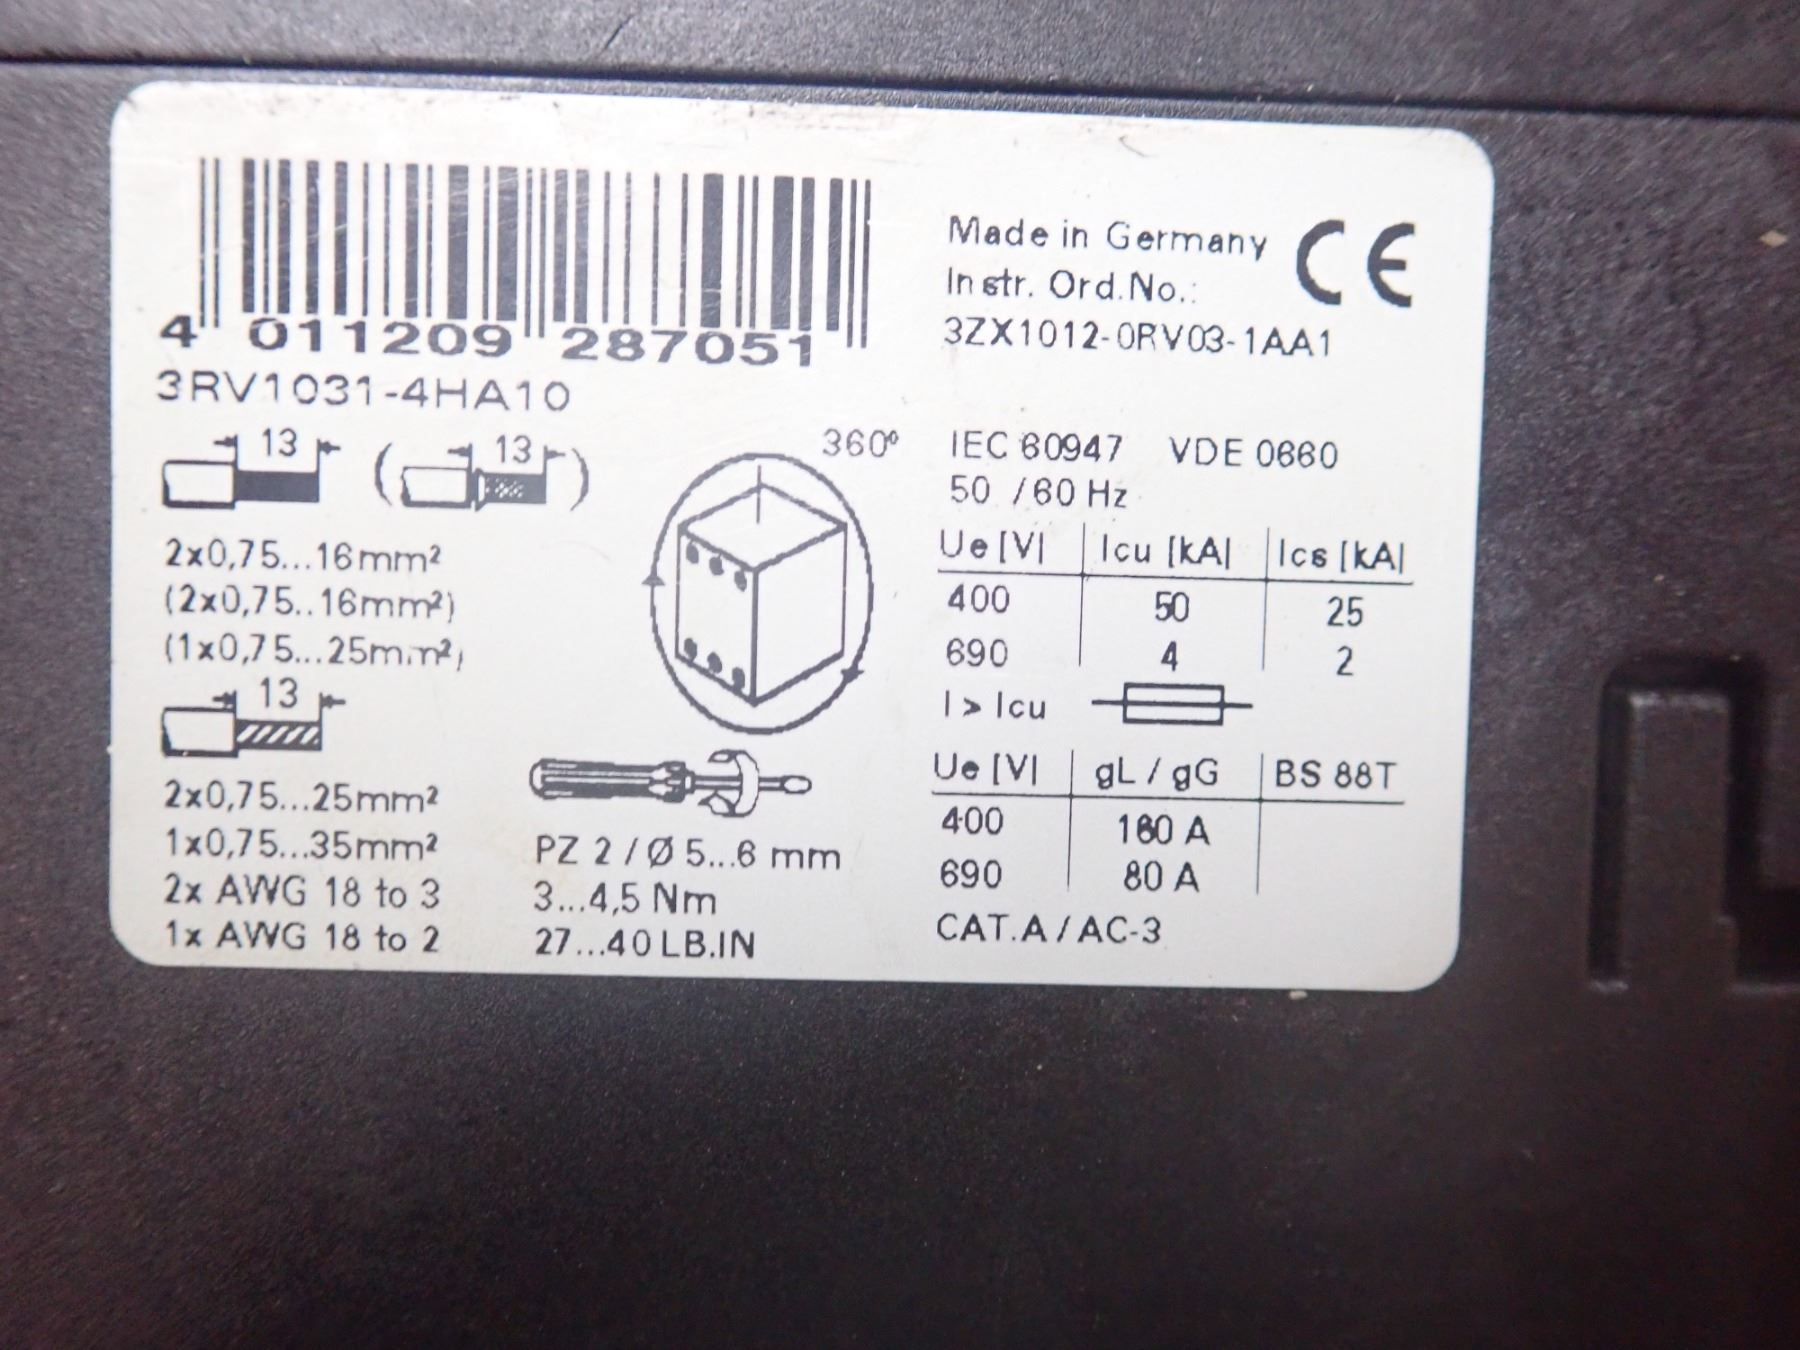 4 011209 287051
3RV1031-4HA10
13 (13)
2x0,75...16mm²
(2x0,75..16mm²)
(1x0,75...25mm²)
13
2x0,75...25mm²
1x0,75...35mm²
2x AWG 18 to 3
1x AWG 18 to 2
360°
PZ 2 / Ø 5...6 mm
3...4,5 Nm
27...40 LB.IN
Made in Germany CE
Instr. Ord.No.:
3ZX1012-0RV03-1AA1
IEC 60947 VDE 0660
50 /60 Hz
Ue [V] Icu [kA] Ics [kA]
400 50 25
690 4 2
I > Icu
Ue [V] gL / gG BS 88T
400 160 A
690 80 A
CAT.A / AC-3